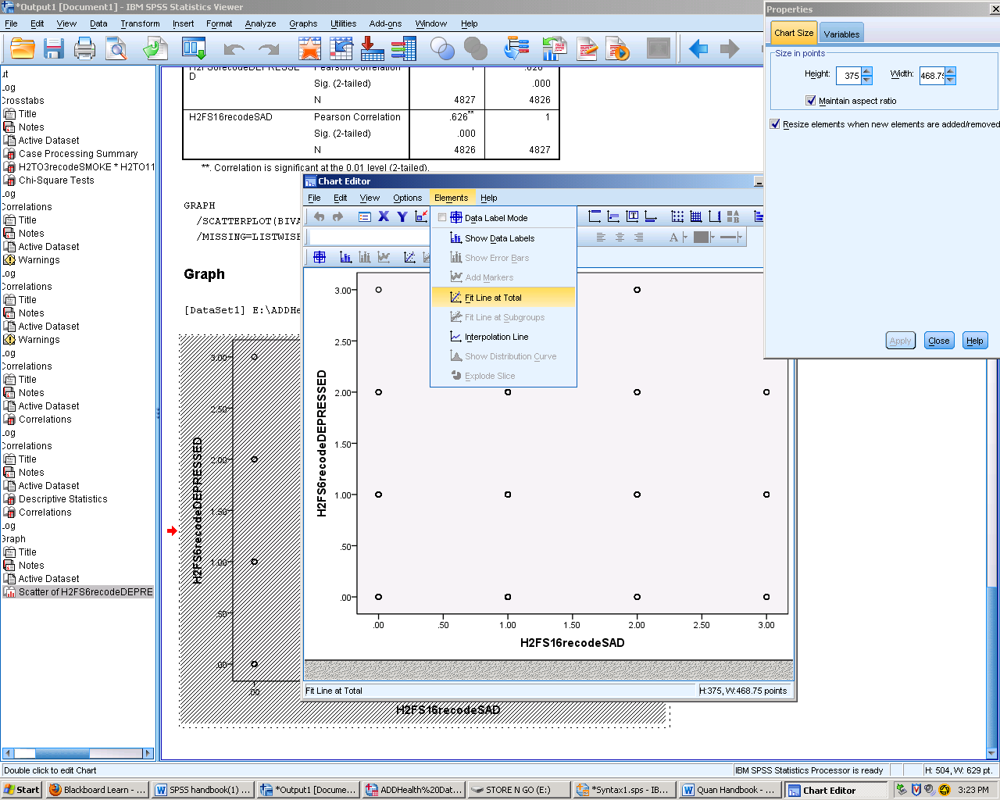 *Output1 [Document1] - IBM SPSS Statistics Viewer
File Edit View Data Transform Insert Format Analyze Graphs Utilities Add-ons Window Help
Crosstabs
Title
Notes
Active Dataset
Case Processing Summary
H2TO3recodeSMOKE * H2TO11
Chi-Square Tests
Log
Correlations
Title
Notes
Active Dataset
Warnings
Log
Correlations
Title
Notes
Active Dataset
Warnings
Log
Correlations
Title
Notes
Active Dataset
Correlations
Log
Correlations
Title
Notes
Active Dataset
Descriptive Statistics
Correlations
Log
Graph
Title
Notes
Active Dataset
Scatter of H2FS6recodeDEPRE
H2FS6recodeDEPRESSE
D
Pearson Correlation 1 .626**
Sig. (2-tailed) .000
N 4827 4826
H2FS16recodeSAD Pearson Correlation .626** 1
Sig. (2-tailed) .000
N 4826 4827
**. Correlation is significant at the 0.01 level (2-tailed).
GRAPH
/SCATTERPLOT(BIVA
/MISSING=LISTWISE
Graph
[DataSet1] E:\ADDHe
3.00
2.50
2.00
1.50
1.00
.50
.00
.00
H2FS6recodeDEPRESSED
H2FS16recodeSAD
Chart Editor
File Edit View Options Elements Help
Data Label Mode
Show Data Labels
Show Error Bars
Add Markers
Fit Line at Total
Fit Line at Subgroups
Interpolation Line
Show Distribution Curve
Explode Slice
3.00
2.50
2.00
1.50
1.00
.50
.00
H2FS6recodeDEPRESSED
.00 .50 1.00 1.50 2.00 2.50 3.00
H2FS16recodeSAD
Fit Line at Total
H:375, W:468.75 points
Properties
Chart Size Variables
Size in points
Height: 375 Width: 468.75
Maintain aspect ratio
Resize elements when new elements are added/removed
Apply Close Help
Double click to edit Chart
IBM SPSS Statistics Processor is ready
H: 504, W: 629 pt.
Start
Blackboard Learn - ...
SPSS handbook(1) ...
*Output1 [Docume...
ADDHealth%20Dat...
STORE N GO (E:)
*Syntax1.sps - IB...
Quan Handbook - ...
Chart Editor
3:23 PM